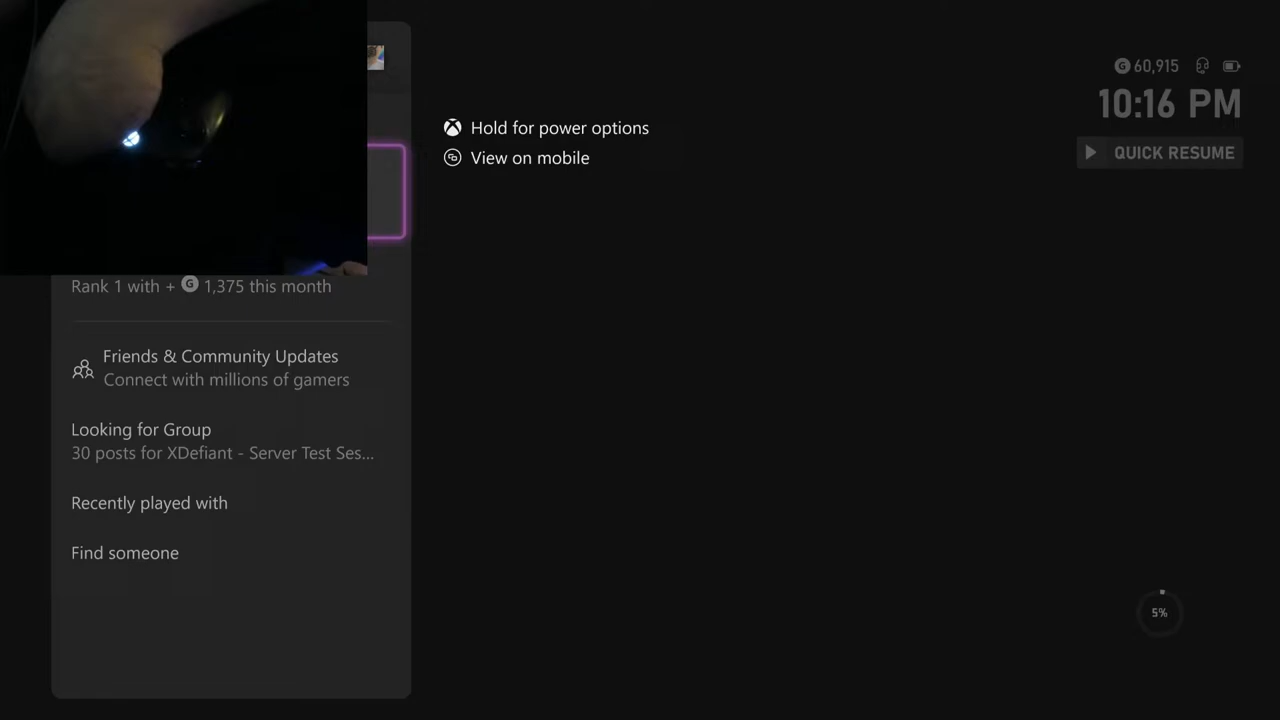 G 60,915
10:16 PM
QUICK RESUME
Hold for power options
View on mobile
Rank 1 with + G 1,375 this month
Friends & Community Updates
Connect with millions of gamers
Looking for Group
30 posts for XDefiant - Server Test Ses...
Recently played with
Find someone
5%